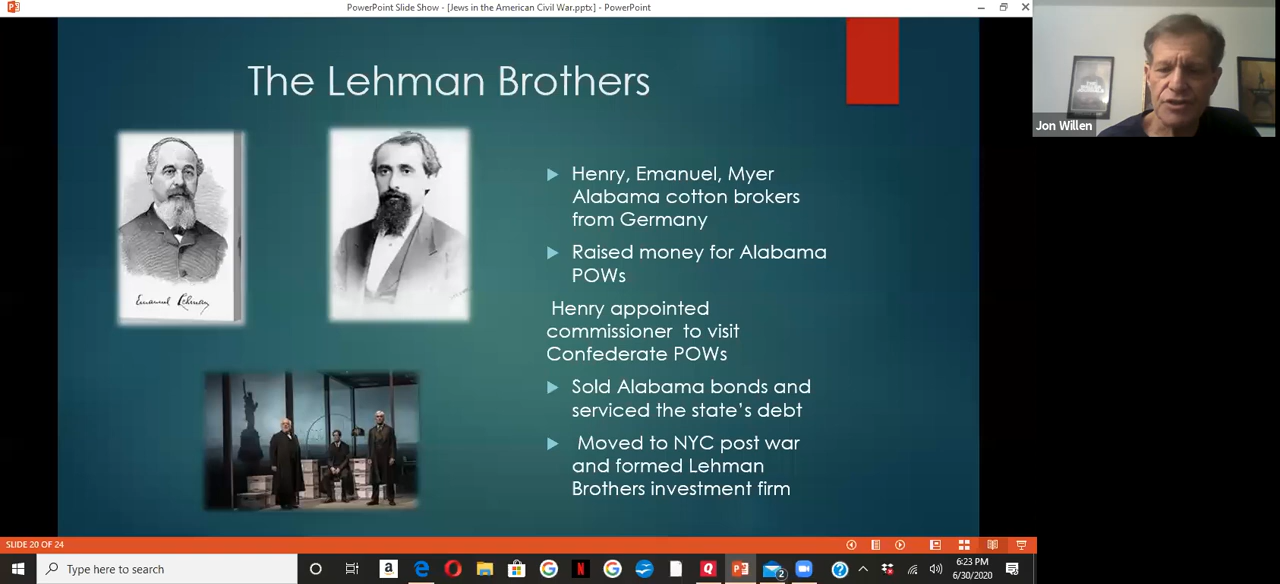 PowerPoint Slide Show - [Jews in the American Civil War.pptx] - PowerPoint
Jon Willen
The Lehman Brothers
Henry, Emanuel, Myer
Alabama cotton brokers
from Germany
Raised money for Alabama
POWs
Henry appointed
commissioner to visit
Confederate POWs
Sold Alabama bonds and
serviced the state's debt
Moved to NYC post war
and formed Lehman
Brothers investment firm
Emanuel Lehman
SLIDE 20 OF 24
Type here to search
2
6:23 PM
6/30/2020